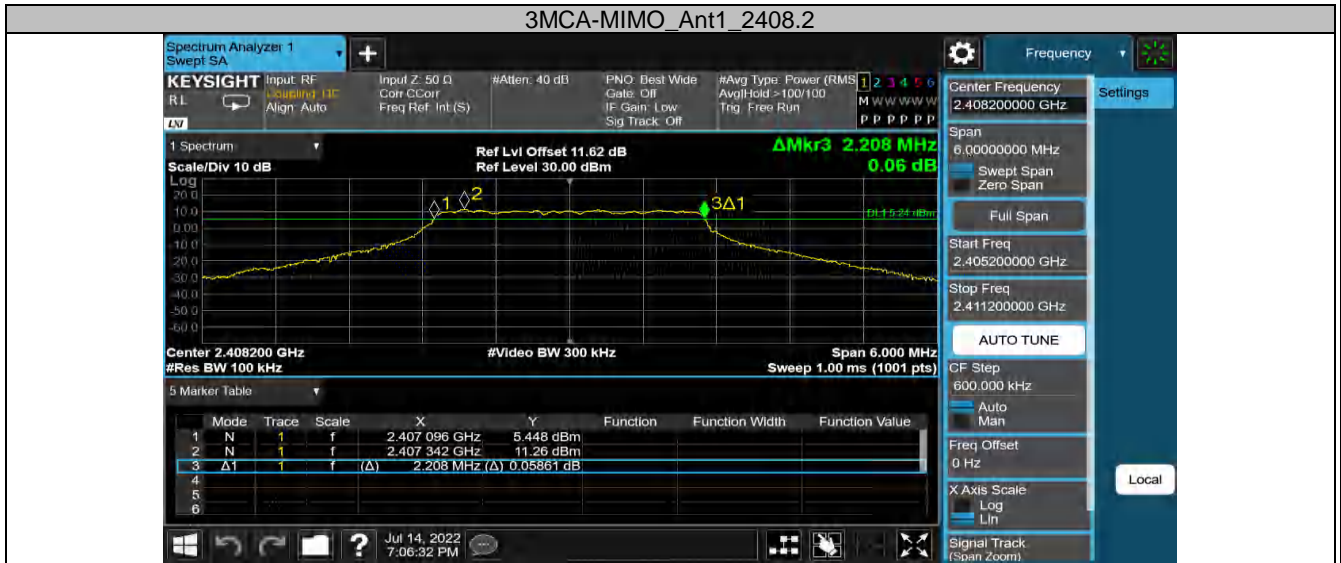 3MCA-MIMO_Ant1_2408.2
Spectrum Analyzer 1
Swept SA
Frequency
KEYSIGHT
RL
LXI
Input: RF
Align: Auto
Input Z: 50 Ω
Corr CCorr
Freq Ref: Int (S)
#Atten: 40 dB
PNO: Best Wide
Gate: Off
IF Gain: Low
Sig Track: Off
#Avg Type: Power (RMS
Avg|Hold:>100/100
Trig: Free Run
1 2 3 4 5 6
M W W W W W
P P P P P P
1 Spectrum
Scale/Div 10 dB
Ref Lvl Offset 11.62 dB
Ref Level 30.00 dBm
ΔMkr3 2.208 MHz
0.06 dB
Log
20.0
10.0
0.00
-10.0
-20.0
-30.0
-40.0
-50.0
-60.0
1
2
3Δ1
DL1 5.24 dBm
Center 2.408200 GHz
#Video BW 300 kHz
Span 6.000 MHz
#Res BW 100 kHz
Sweep 1.00 ms (1001 pts)
5 Marker Table
Mode Trace Scale X Y Function Function Width Function Value
1 N 1 f 2.407 096 GHz 5.448 dBm
2 N 1 f 2.407 342 GHz 11.26 dBm
3 Δ1 1 f (Δ) 2.208 MHz (Δ) 0.05861 dB
4
5
6
Jul 14, 2022
7:06:32 PM
Center Frequency
2.408200000 GHz
Settings
Span
6.00000000 MHz
Swept Span
Zero Span
Full Span
Start Freq
2.405200000 GHz
Stop Freq
2.411200000 GHz
AUTO TUNE
CF Step
600.000 kHz
Auto
Man
Freq Offset
0 Hz
X Axis Scale
Log
Lin
Local
Signal Track
(Span Zoom)